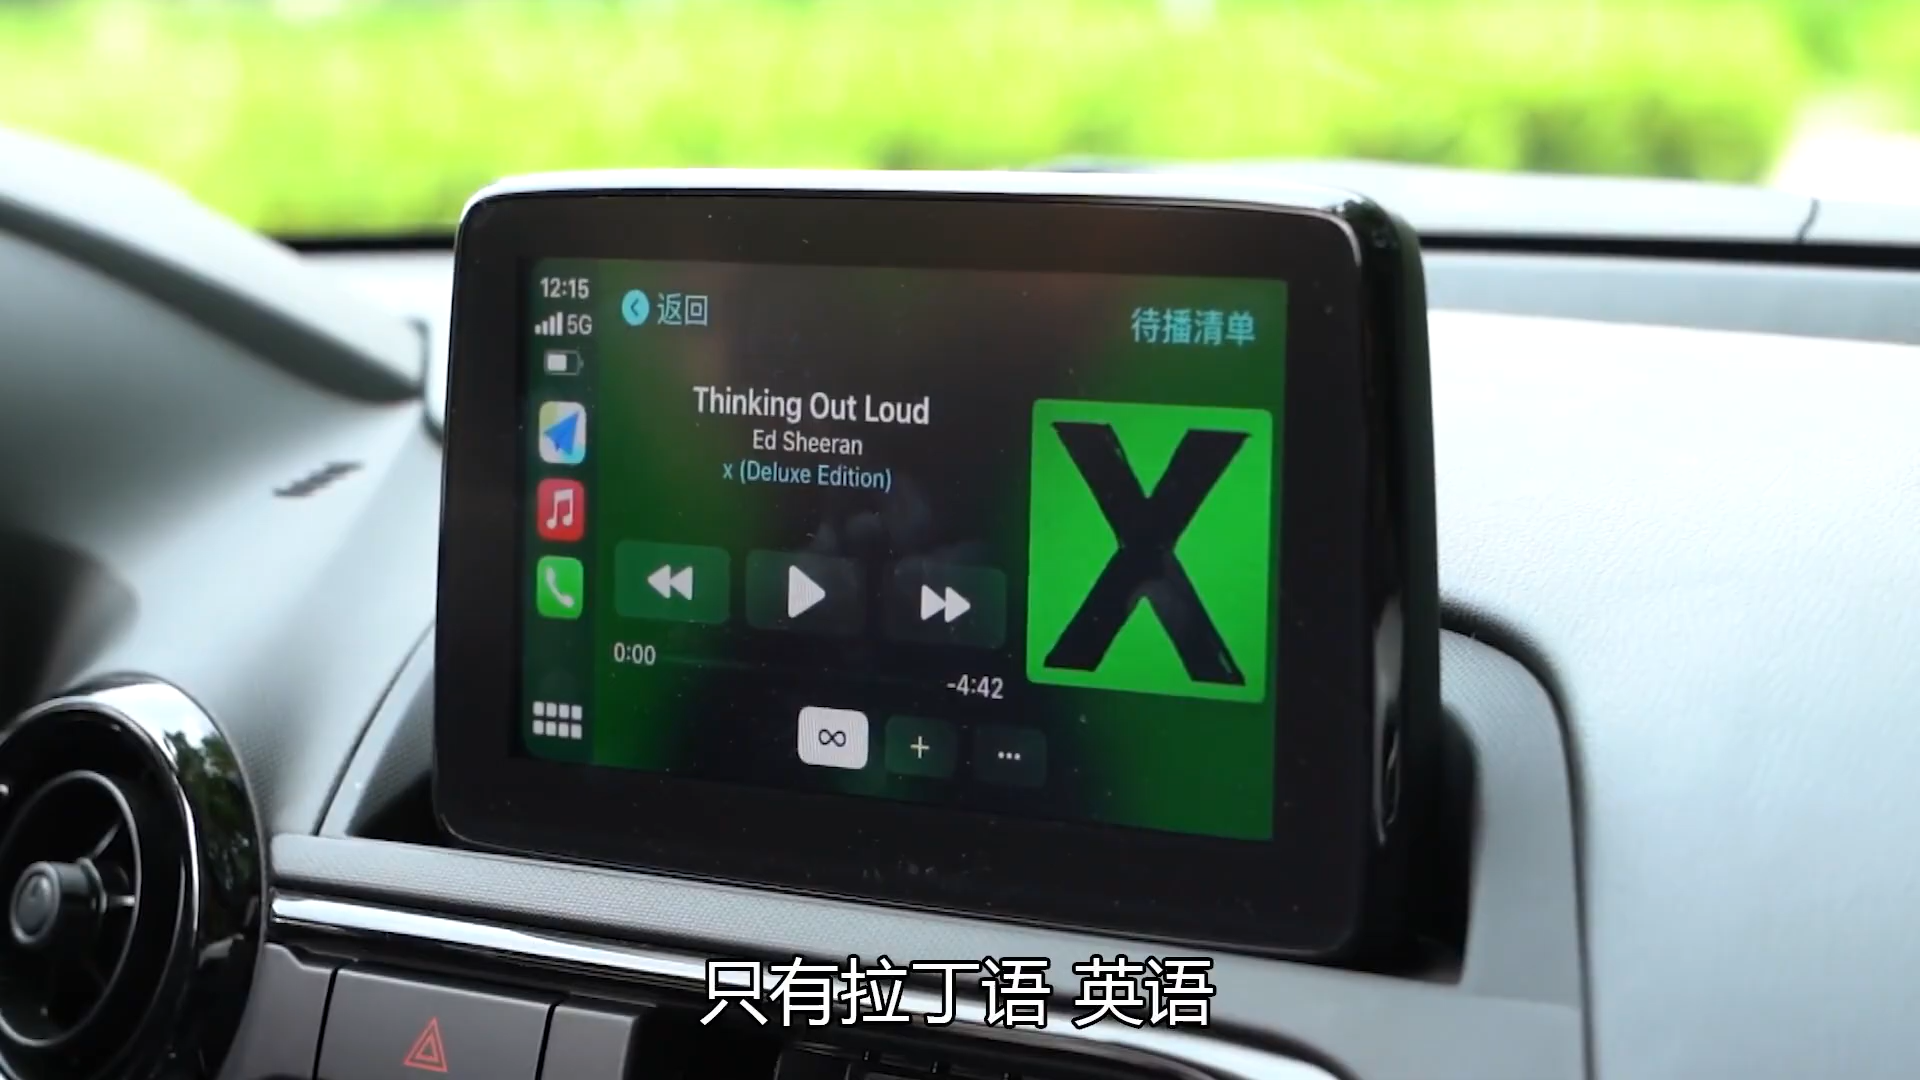 12:15
5G
返回
待播清单
Thinking Out Loud
Ed Sheeran
x (Deluxe Edition)
X
0:00
-4:42
只有拉丁语 英语